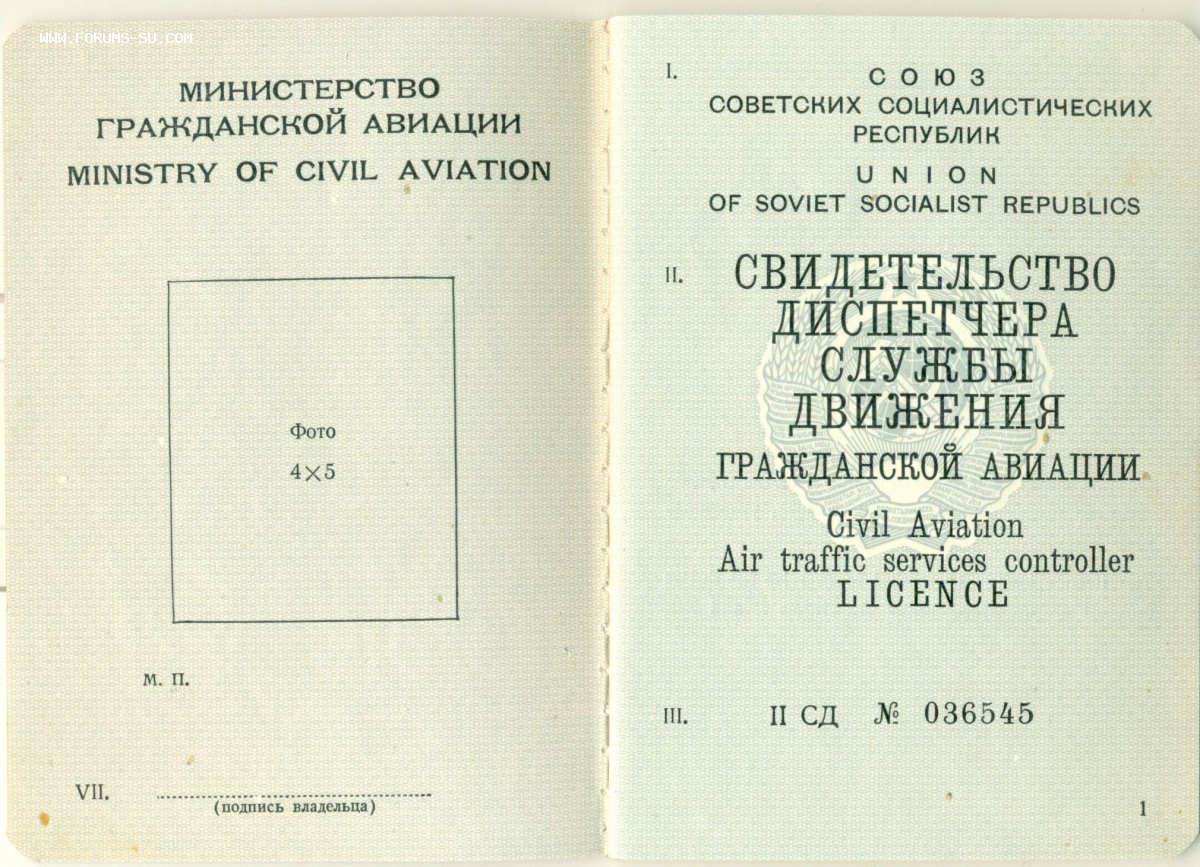 WWW.FORUMS-SU.COM
МИНИСТЕРСТВО
ГРАЖДАНСКОЙ АВИАЦИИ
MINISTRY OF CIVIL AVIATION
Фото
4×5
М. П.
VII.
(подпись владельца)
I. СОЮЗ
СОВЕТСКИХ СОЦИАЛИСТИЧЕСКИХ
РЕСПУБЛИК
UNION
OF SOVIET SOCIALIST REPUBLICS
II. СВИДЕТЕЛЬСТВО
ДИСПЕТЧЕРА
СЛУЖБЫ
ДВИЖЕНИЯ
ГРАЖДАНСКОЙ АВИАЦИИ
Civil Aviation
Air traffic services controller
LICENCE
III. II СД № 036545
1